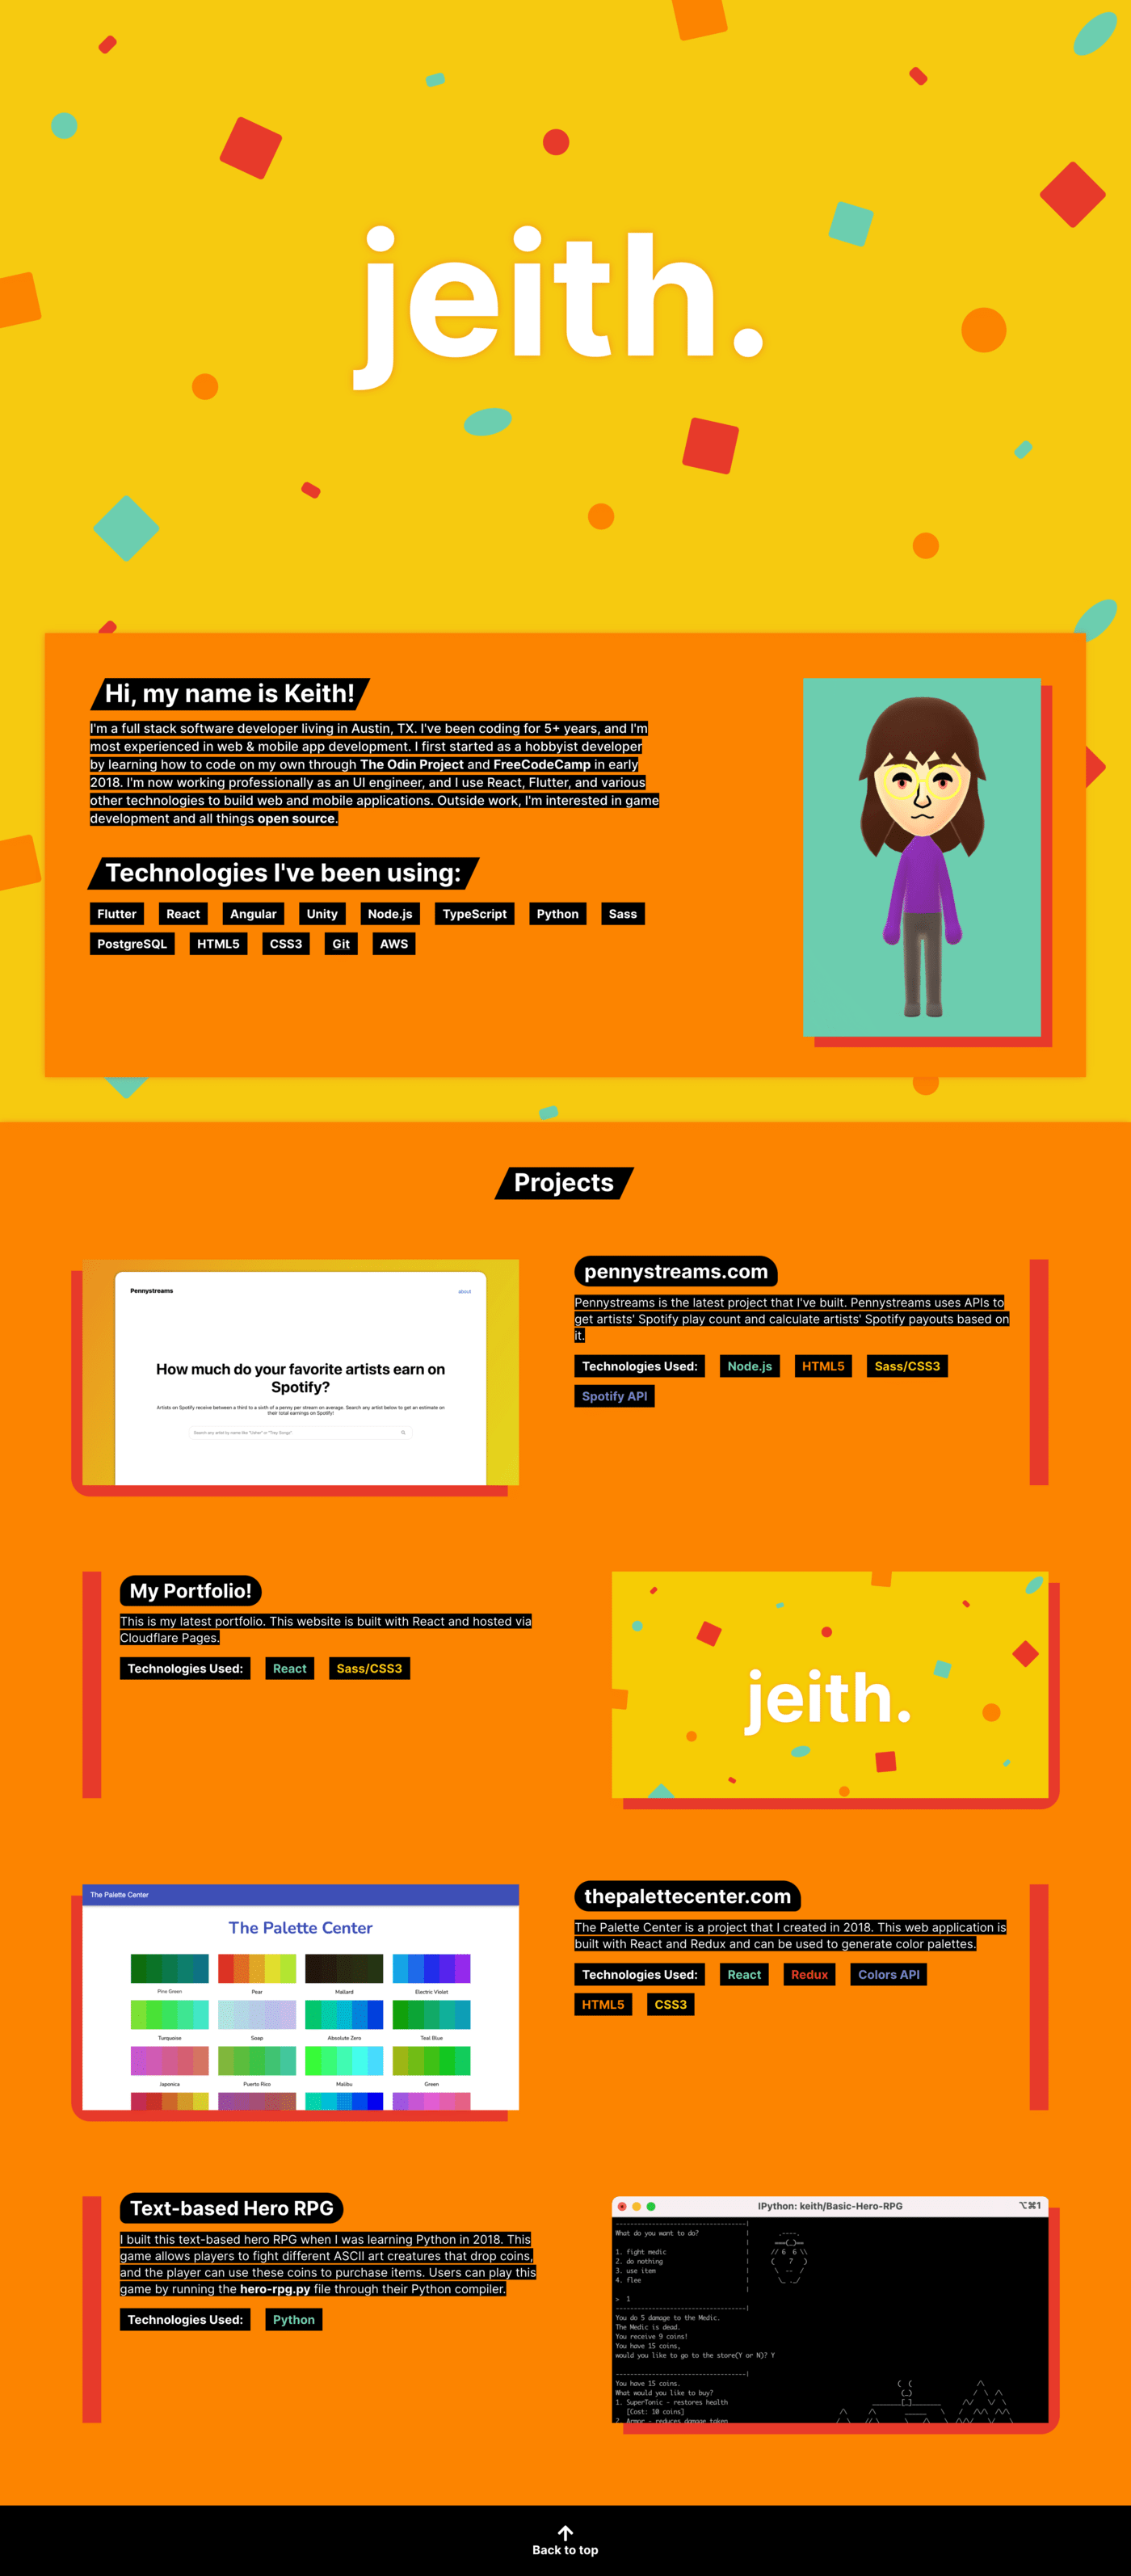 jeith.
Hi, my name is Keith!
I'm a full stack software developer living in Austin, TX. I've been coding for 5+ years, and I'm
most experienced in web & mobile app development. I first started as a hobbyist developer
by learning how to code on my own through The Odin Project and FreeCodeCamp in early
2018. I'm now working professionally as an UI engineer, and I use React, Flutter, and various
other technologies to build web and mobile applications. Outside work, I'm interested in game
development and all things open source.
Technologies I've been using:
Flutter React Angular Unity Node.js TypeScript Python Sass
PostgreSQL HTML5 CSS3 Git AWS
Projects
Pennystreams about
How much do your favorite artists earn on
Spotify?
Artists on Spotify receive between a third to a sixth of a penny per stream on average. Search any artist below to get an estimate on
their total earnings on Spotify!
pennystreams.com
Pennystreams is the latest project that I've built. Pennystreams uses APIs to
get artists' Spotify play count and calculate artists' Spotify payouts based on
it.
Technologies Used: Node.js HTML5 Sass/CSS3
Spotify API
My Portfolio!
This is my latest portfolio. This website is built with React and hosted via
Cloudflare Pages.
Technologies Used: React Sass/CSS3
jeith.
The Palette Center
The Palette Center
Pine Green Pear Mallard Electric Violet
Turquoise Soap Absolute Zero Teal Blue
Japonica Puerto Rico Malibu Green
thepalettecenter.com
The Palette Center is a project that I created in 2018. This web application is
built with React and Redux and can be used to generate color palettes.
Technologies Used: React Redux Colors API
HTML5 CSS3
Text-based Hero RPG
I built this text-based hero RPG when I was learning Python in 2018. This
game allows players to fight different ASCII art creatures that drop coins,
and the player can use these coins to purchase items. Users can play this
game by running the hero-rpg.py file through their Python compiler.
Technologies Used: Python
IPython: keith/Basic-Hero-RPG ⌥⌘1
What do you want to do?
1. fight medic
2. do nothing
3. use item
4. flee
> 1
You do 5 damage to the Medic.
The Medic is dead.
You receive 9 coins!
You have 15 coins,
would you like to go to the store(Y or N)? Y
You have 15 coins.
What would you like to buy?
1. SuperTonic - restores health
[Cost: 10 coins]
2. Armor - reduces damage taken
Back to top